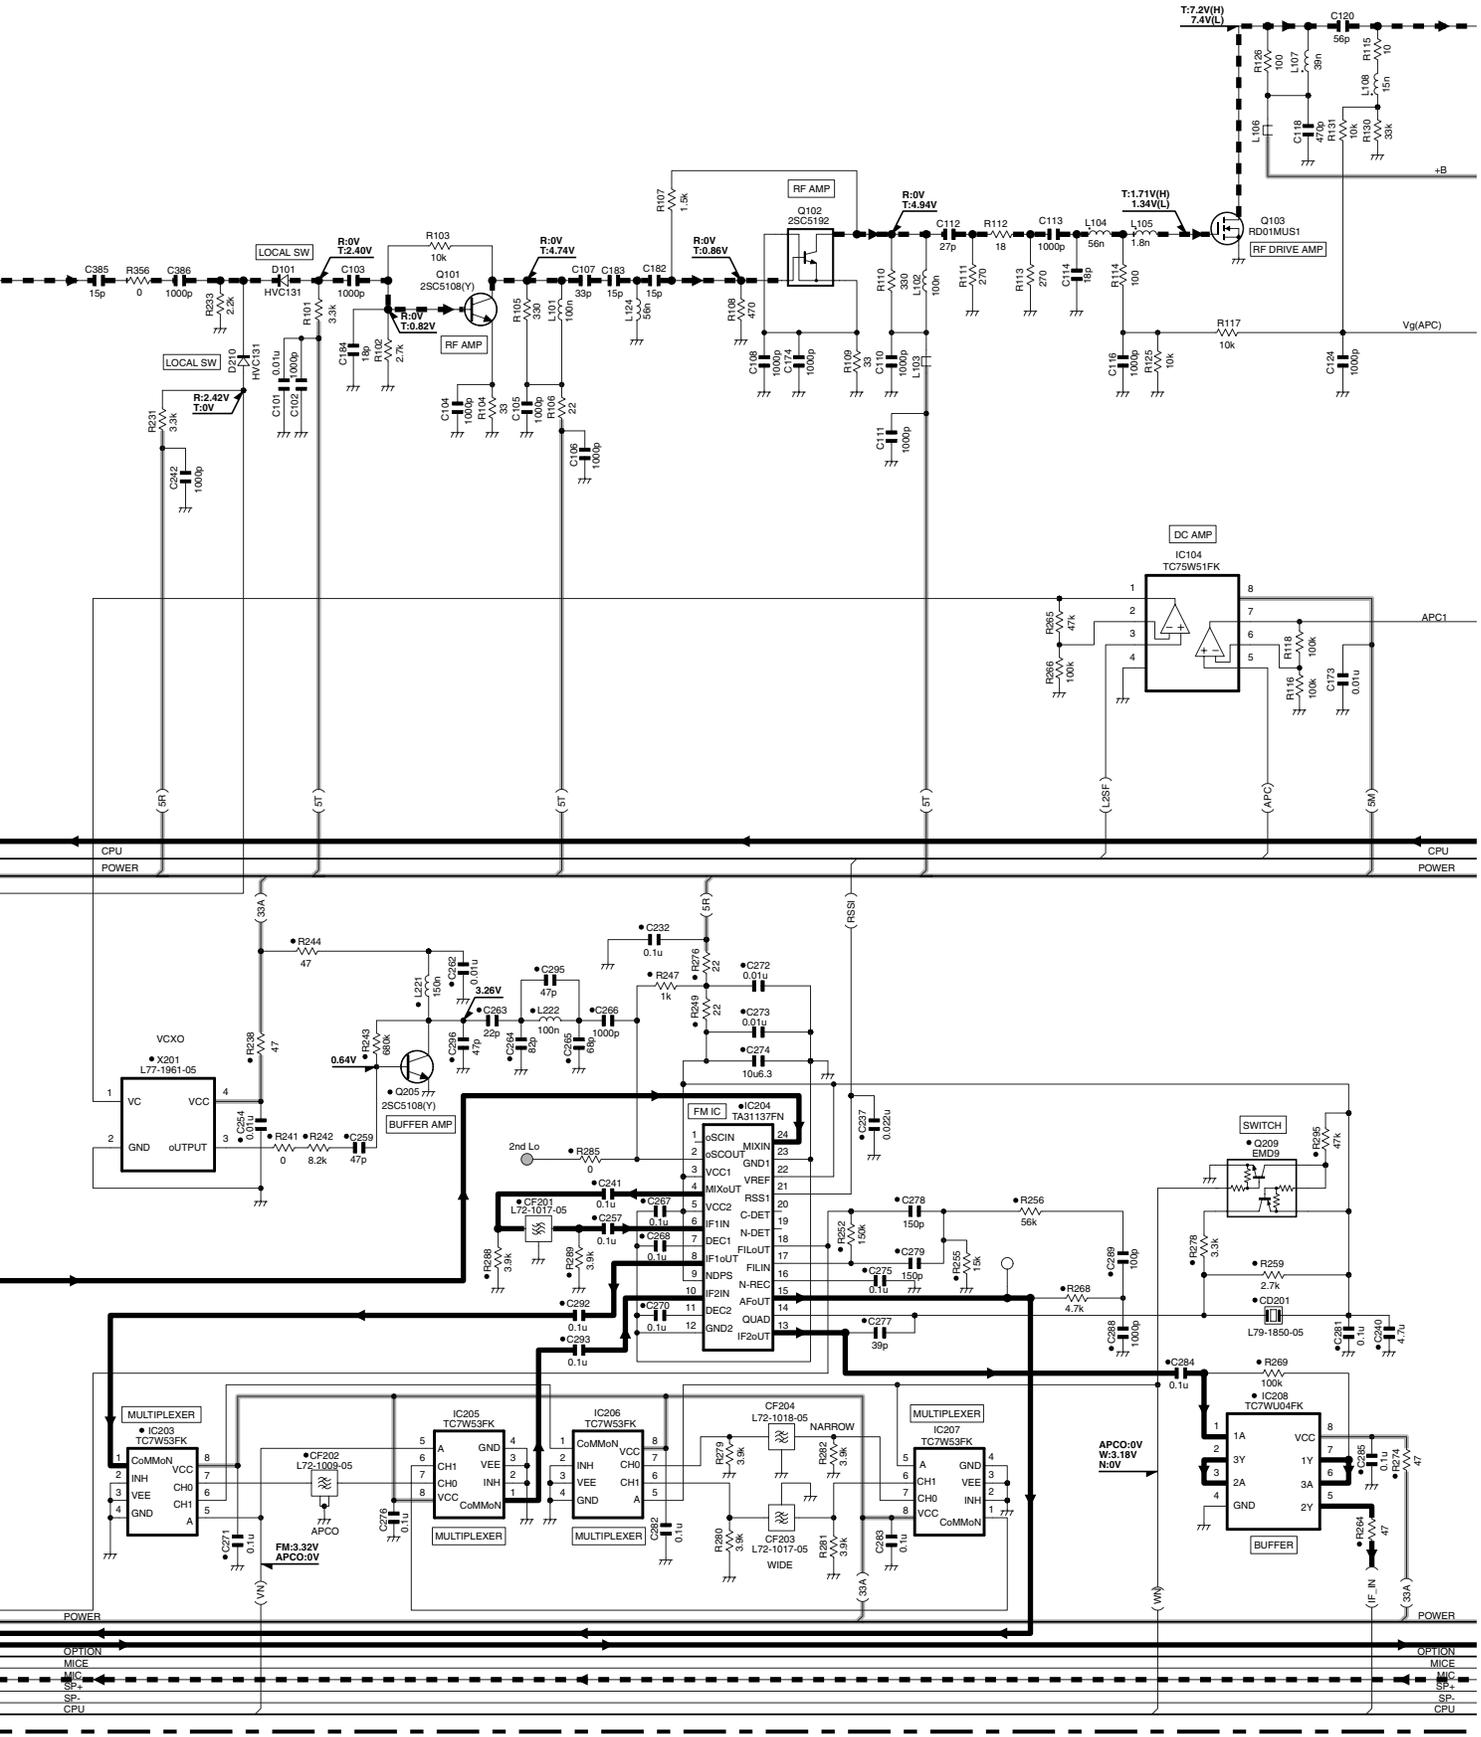 T:7.2V(H)
7.4V(L)
C120
56p
R126
100
L107
39n
R115
10
L108
15n
L106
C118
470p
R131
10k
R130
33k
+B
R107
1.5k
RF AMP
Q102
2SC5192
R:0V
T:4.94V
T:1.71V(H)
1.34V(L)
C112
27p
R112
18
C113
1000p
L104
56n
L105
1.8n
Q103
RD01MUS1
RF DRIVE AMP
LOCAL SW
R:0V
T:2.40V
R103
10k
R:0V
T:4.74V
R:0V
T:0.86V
C385
15p
R356
0
C386
1000p
D101
HVC131
C103
1000p
Q101
2SC5108(Y)
C107
33p
C183
15p
C182
15p
R233
2.2k
R101
3.3k
R:0V
T:0.82V
RF AMP
R105
330
L101
100n
L124
56n
R108
470
R110
330
L102
100n
R111
270
R113
270
C114
18p
R114
100
R117
10k
Vg(APC)
LOCAL SW
D210
HVC131
C101
0.01u
C102
1000p
C184
18p
R102
2.7k
C108
1000p
C174
1000p
R109
33
C110
1000p
L103
C116
1000p
R125
10k
C124
1000p
R:2.42V
T:0V
R231
3.3k
C104
1000p
R104
33
C105
1000p
R106
22
C242
1000p
C106
1000p
C111
1000p
DC AMP
IC104
TC75W51FK
1
2
3
4
8
7
6
5
R265
47k
R266
100k
R118
100k
R116
100k
C173
0.01u
APC1
5R
5T
5T
5T
L2SF
APC
5M
CPU
CPU
POWER
POWER
33A
5R
RSSI
R244
47
C232
0.1u
L221
150n
C262
0.01u
3.26V
C295
47p
R247
1k
R276
22
C272
0.01u
R249
22
C273
0.01u
C263
22p
L222
100n
C266
1000p
C296
47p
C264
82p
C265
68p
C274
10u6.3
VCXO
X201
L77-1961-05
R238
47
R243
680k
0.64V
Q205
2SC5108(Y)
BUFFER AMP
1
VC
VCC
4
2
GND
oUTPUT
3
C254
0.01u
R241
0
R242
8.2k
C259
47p
FM IC
IC204
TA31137FN
C237
0.022u
SWITCH
Q209
EMD9
R295
47k
2nd Lo
R285
0
1 oSCIN
2 oSCOUT
3 VCC1
4 MIXoUT
5 VCC2
6 IF1IN
7 DEC1
8 IF1oUT
9 NDPS
10 IF2IN
11 DEC2
12 GND2
MIXIN 24
GND1 23
VREF 22
RSS1 21
C-DET 20
N-DET 19
FILoUT 18
FILIN 17
N-REC 16
AFoUT 15
QUAD 14
IF2oUT 13
C241
0.1u
CF201
L72-1017-05
C257
0.1u
C267
0.1u
C268
0.1u
R288
3.9k
R289
3.9k
C278
150p
R256
56k
R252
150k
C279
150p
R255
15k
C275
0.1u
C289
100p
R278
3.3k
R259
2.7k
C292
0.1u
C270
0.1u
C293
0.1u
C277
39p
R268
4.7k
C288
1000p
CD201
L79-1850-05
C281
0.1u
C240
4.7u
C284
0.1u
R269
100k
IC208
TC7WU04FK
MULTIPLEXER
IC203
TC7W53FK
1 CoMMoN
2 INH
3 VEE
4 GND
VCC 8
CH0 7
CH1 6
A 5
CF202
L72-1009-05
APCO
IC205
TC7W53FK
5 A
6 CH1
7 CH0
8 VCC
GND 4
VEE 3
INH 2
CoMMoN 1
MULTIPLEXER
IC206
TC7W53FK
1 CoMMoN
2 INH
3 VEE
4 GND
VCC 8
CH0 7
CH1 6
A 5
MULTIPLEXER
CF204
L72-1018-05
NARROW
R279
3.9k
R282
3.9k
CF203
L72-1017-05
WIDE
R280
3.9k
R281
3.9k
MULTIPLEXER
IC207
TC7W53FK
5 A
6 CH1
7 CH0
8 VCC
GND 4
VEE 3
INH 2
CoMMoN 1
APCO:0V
W:3.18V
N:0V
1 1A
2 3Y
3 2A
4 GND
VCC 8
1Y 7
3A 6
2Y 5
BUFFER
C285
0.1u
R274
47
R264
47
C271
0.1u
C276
0.1u
C282
0.1u
C283
0.1u
FM:3.32V
APCO:0V
VN
33A
WN
IF_IN
33A
POWER
POWER
OPTION
OPTION
MICE
MICE
MIC
MIC
SP+
SP+
SP-
SP-
CPU
CPU